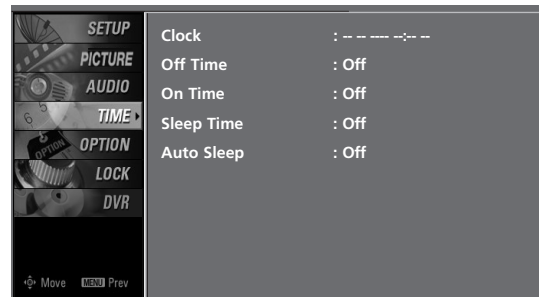 SETUP
PICTURE
AUDIO
TIME
OPTION
LOCK
DVR
Move MENU Prev
Clock : -- -- ---- --:-- --
Off Time : Off
On Time : Off
Sleep Time : Off
Auto Sleep : Off